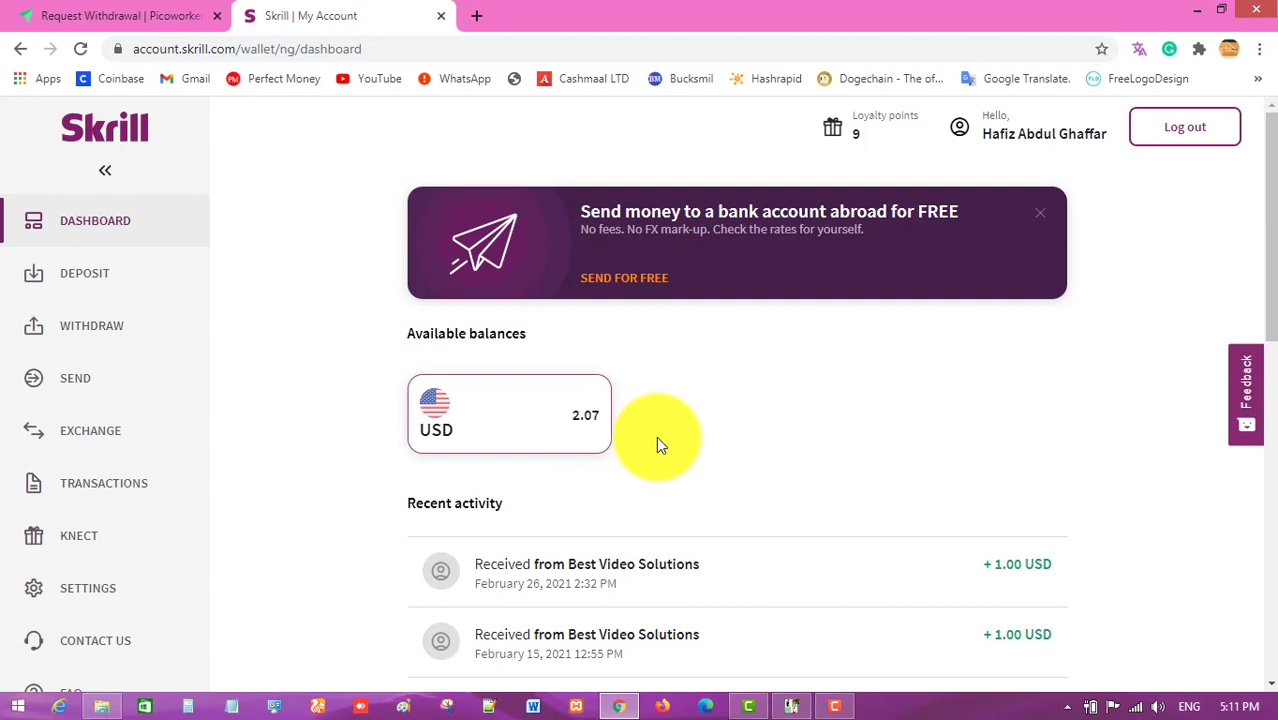 Request Withdrawal | Picoworker
Skrill | My Account
account.skrill.com/wallet/ng/dashboard
Apps
Coinbase
Gmail
PM Perfect Money
YouTube
WhatsApp
Cashmaal LTD
Bucksmil
Hashrapid
Dogechain - The of...
Google Translate.
FreeLogoDesign
Skrill
Loyalty points
9
Hello,
Hafiz Abdul Ghaffar
Log out
DASHBOARD
DEPOSIT
WITHDRAW
SEND
EXCHANGE
TRANSACTIONS
KNECT
SETTINGS
CONTACT US
FAQ
Send money to a bank account abroad for FREE
No fees. No FX mark-up. Check the rates for yourself.
SEND FOR FREE
Available balances
USD
2.07
Feedback
Recent activity
Received from Best Video Solutions
+ 1.00 USD
February 26, 2021 2:32 PM
Received from Best Video Solutions
+ 1.00 USD
February 15, 2021 12:55 PM
ENG
5:11 PM